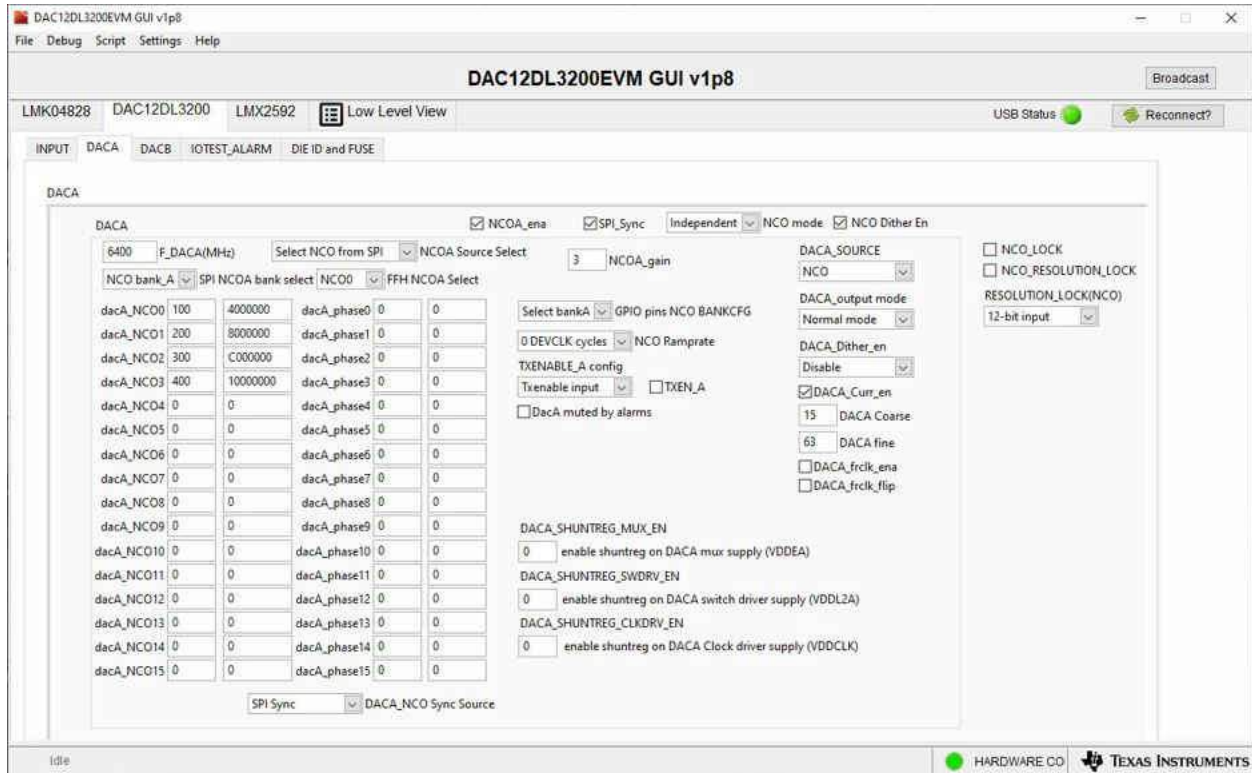 DAC12DL3200EVM GUI v1p8
File Debug Script Settings Help
DAC12DL3200EVM GUI v1p8
Broadcast
LMK04828 DAC12DL3200 LMX2592 Low Level View
USB Status Reconnect?
INPUT DACA DACB IOTEST_ALARM DIE ID and FUSE
DACA
DACA
NCOA_ena SPI_Sync Independent NCO mode NCO Dither En
6400 F_DACA(MHz) Select NCO from SPI NCOA Source Select 3 NCOA_gain
NCO bank_A SPI NCOA bank select NCO0 FFH NCOA Select
dacA_NCO0 100 4000000 dacA_phase0 0 0
dacA_NCO1 200 8000000 dacA_phase1 0 0
dacA_NCO2 300 C000000 dacA_phase2 0 0
dacA_NCO3 400 10000000 dacA_phase3 0 0
dacA_NCO4 0 0 dacA_phase4 0 0
dacA_NCO5 0 0 dacA_phase5 0 0
dacA_NCO6 0 0 dacA_phase6 0 0
dacA_NCO7 0 0 dacA_phase7 0 0
dacA_NCO8 0 0 dacA_phase8 0 0
dacA_NCO9 0 0 dacA_phase9 0 0
dacA_NCO10 0 0 dacA_phase10 0 0
dacA_NCO11 0 0 dacA_phase11 0 0
dacA_NCO12 0 0 dacA_phase12 0 0
dacA_NCO13 0 0 dacA_phase13 0 0
dacA_NCO14 0 0 dacA_phase14 0 0
dacA_NCO15 0 0 dacA_phase15 0 0
SPI Sync DACA_NCO Sync Source
Select bankA GPIO pins NCO BANKCFG
0 DEVCLK cycles NCO Ramprate
TXENABLE_A config
Txenable input TXEN_A
DacA muted by alarms
DACA_SHUNTREG_MUX_EN
0 enable shuntreg on DACA mux supply (VDDEA)
DACA_SHUNTREG_SWDRV_EN
0 enable shuntreg on DACA switch driver supply (VDDL2A)
DACA_SHUNTREG_CLKDRV_EN
0 enable shuntreg on DACA Clock driver supply (VDDCLK)
DACA_SOURCE
NCO
DACA_output mode
Normal mode
DACA_Dither_en
Disable
DACA_Curr_en
15 DACA Coarse
63 DACA fine
DACA_frclk_ena
DACA_frclk_flip
NCO_LOCK
NCO_RESOLUTION_LOCK
RESOLUTION_LOCK(NCO)
12-bit input
Idle
HARDWARE CO TEXAS INSTRUMENTS